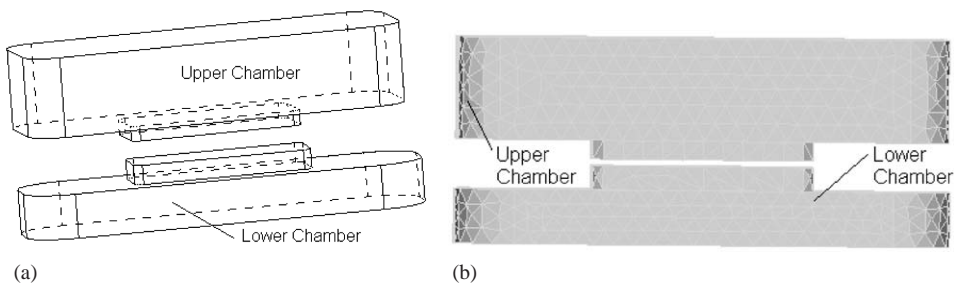 Upper Chamber
Lower Chamber
(a)
Upper
Chamber
Lower
Chamber
(b)